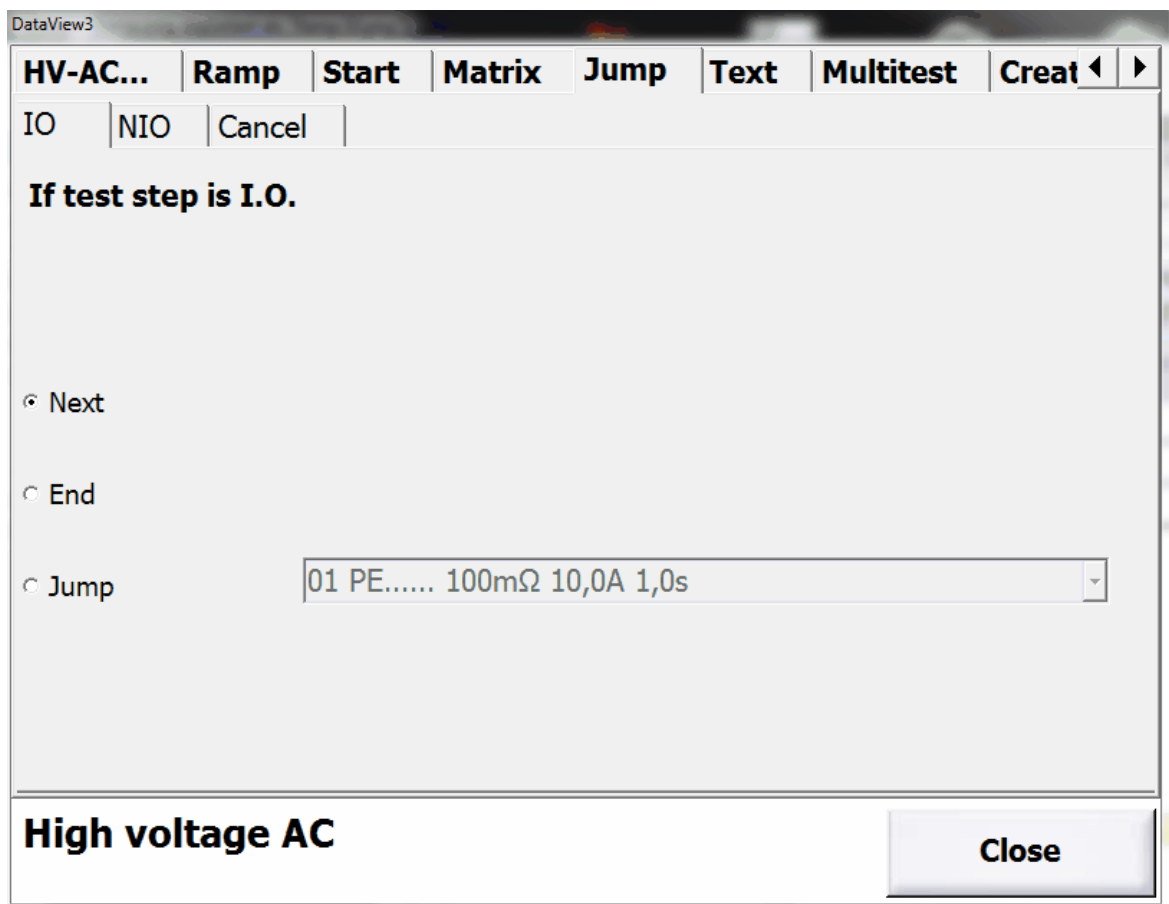 DataView3
HV-AC... Ramp Start Matrix Jump Text Multitest Creat
IO NIO Cancel
If test step is I.O.
Next
End
Jump 01 PE...... 100mΩ 10,0A 1,0s
High voltage AC
Close